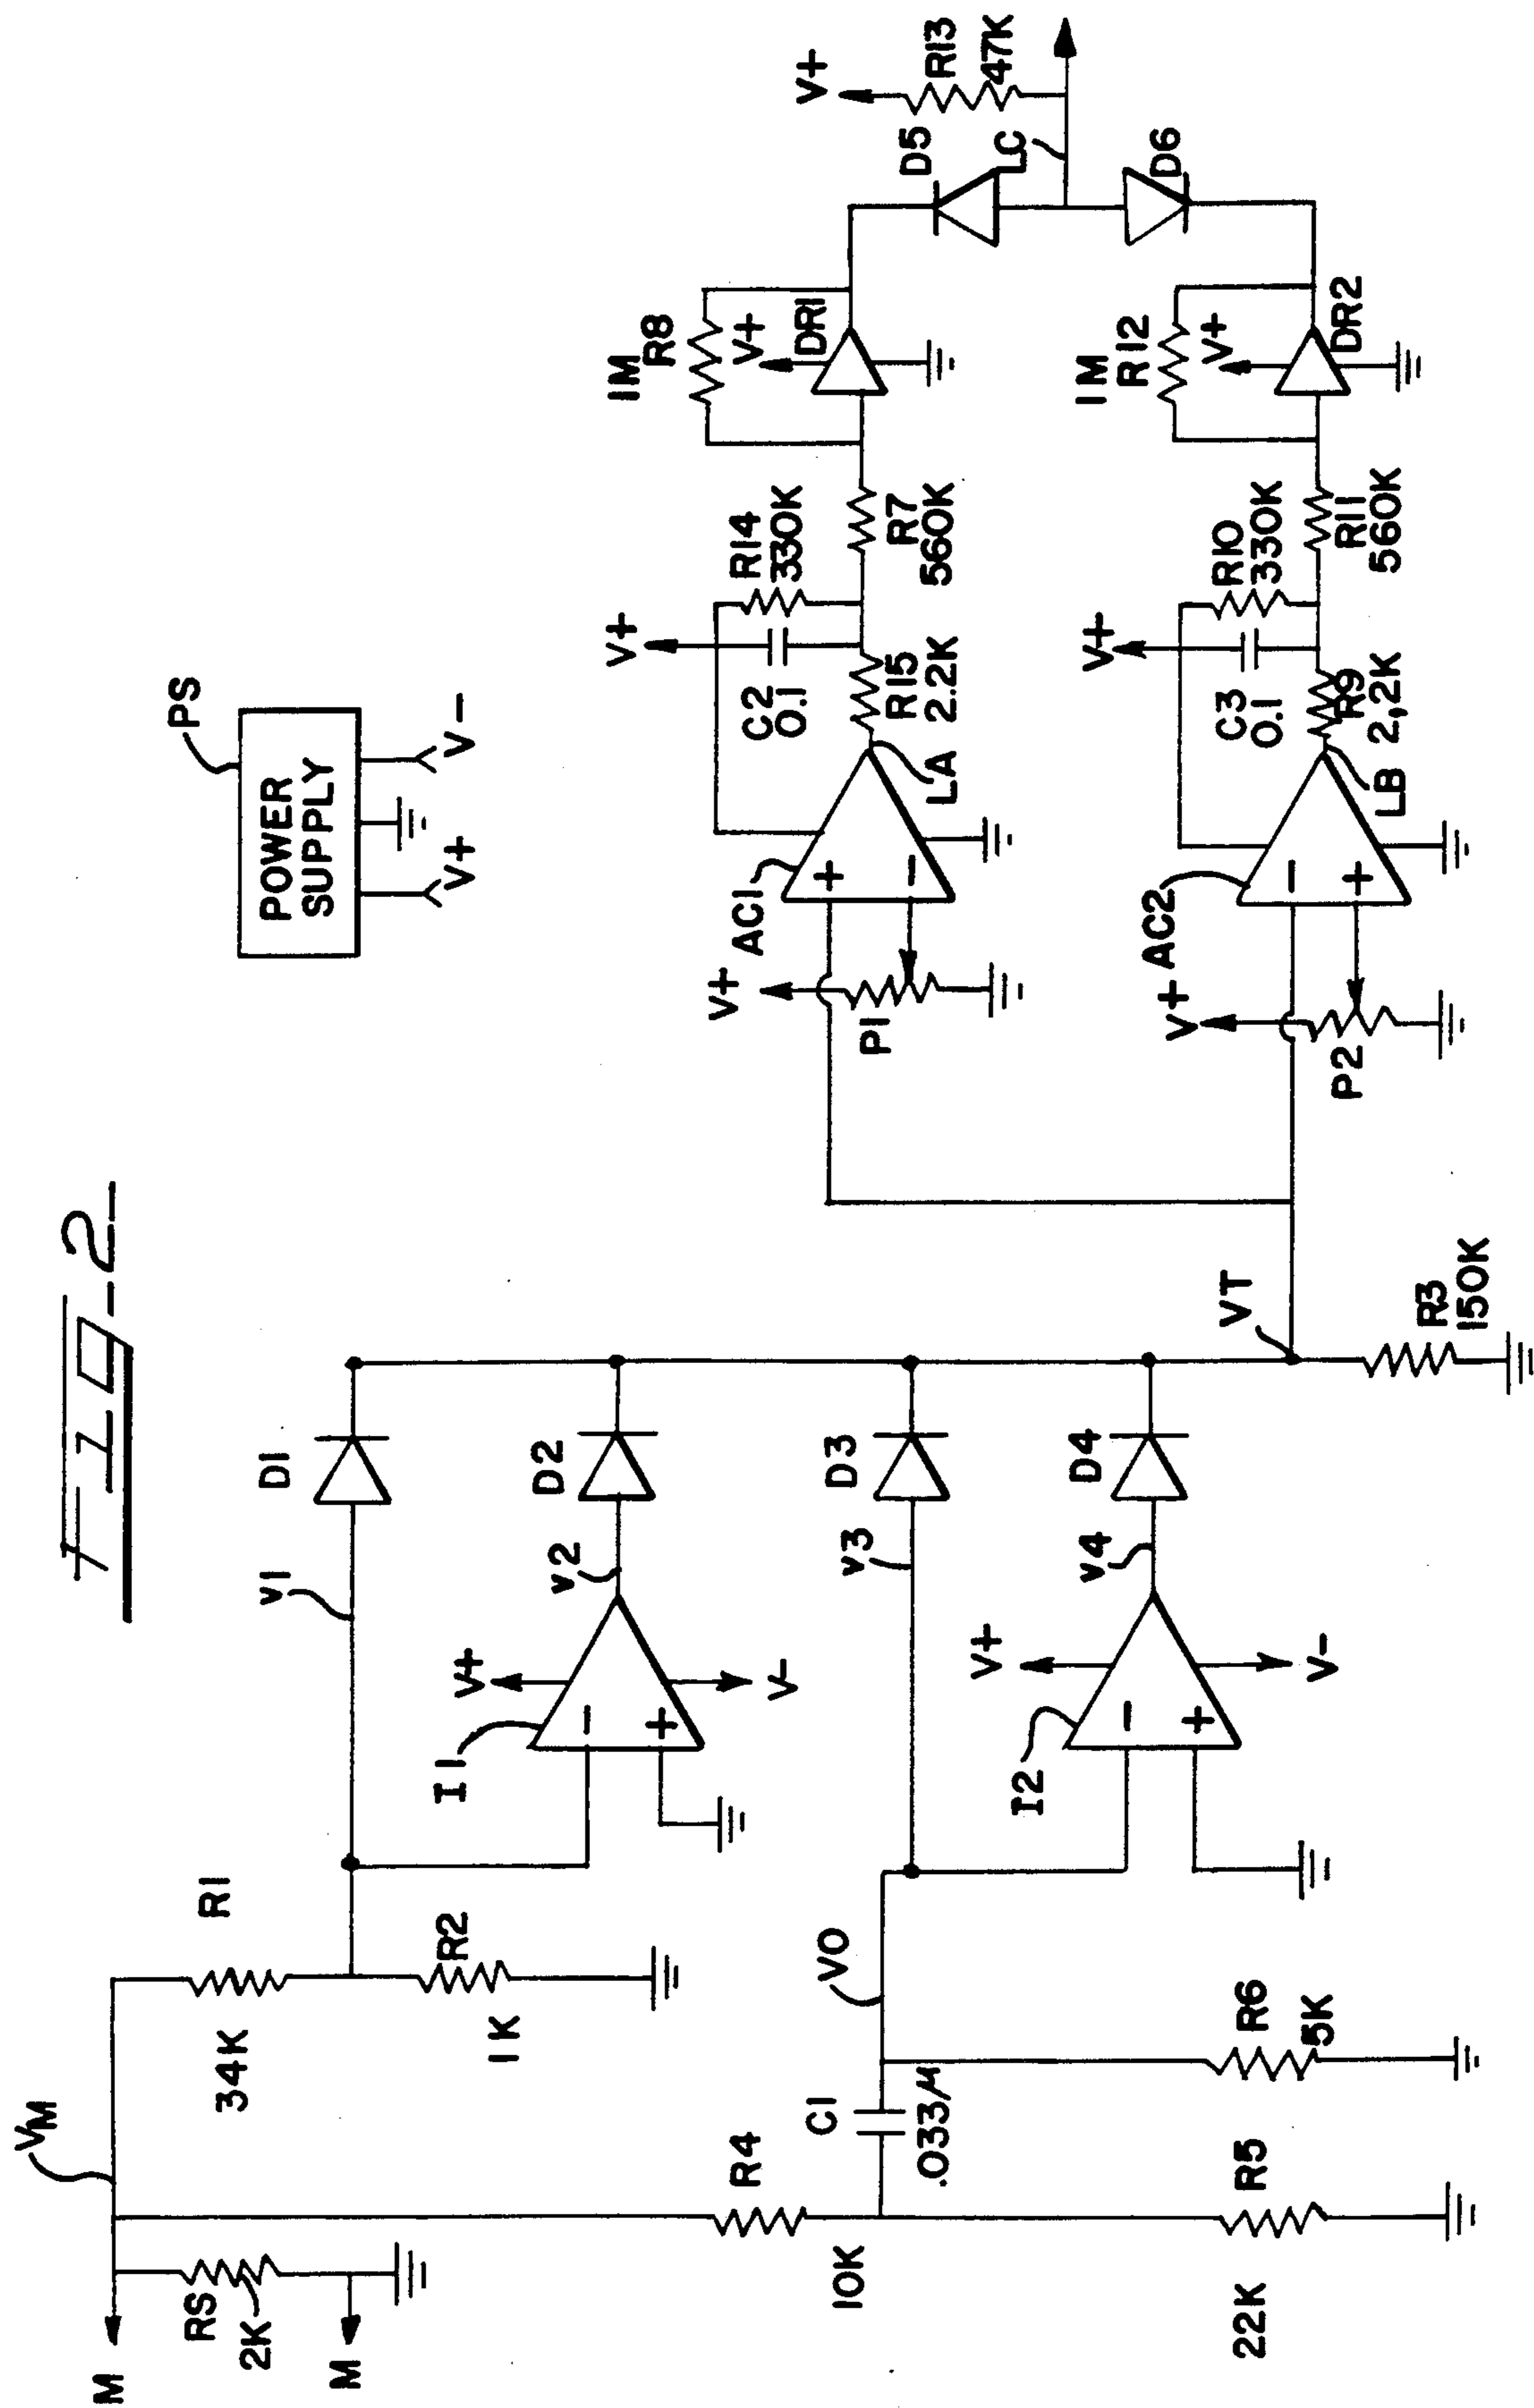 FIG-2-
VM
M
RS
2K
M
34K
R1
R2
1K
V1
D1
I1
V+
V-
V2
D2
R4
10K
C1
.033μ
VO
R5
22K
R6
5K
V3
D3
I2
V+
V-
V4
D4
VT
R3
150K
PS
POWER
SUPPLY
V+
V-
V+
P1
AC1
LA
V+
C2
0.1
R14
330K
R15
2.2K
R7
560K
1M
R8
V+
DR1
D5
V+
R13
47K
LC
D6
V+
P2
AC2
LB
V+
C3
0.1
R10
330K
R9
2,2K
R11
560K
1M
R12
V+
DR2